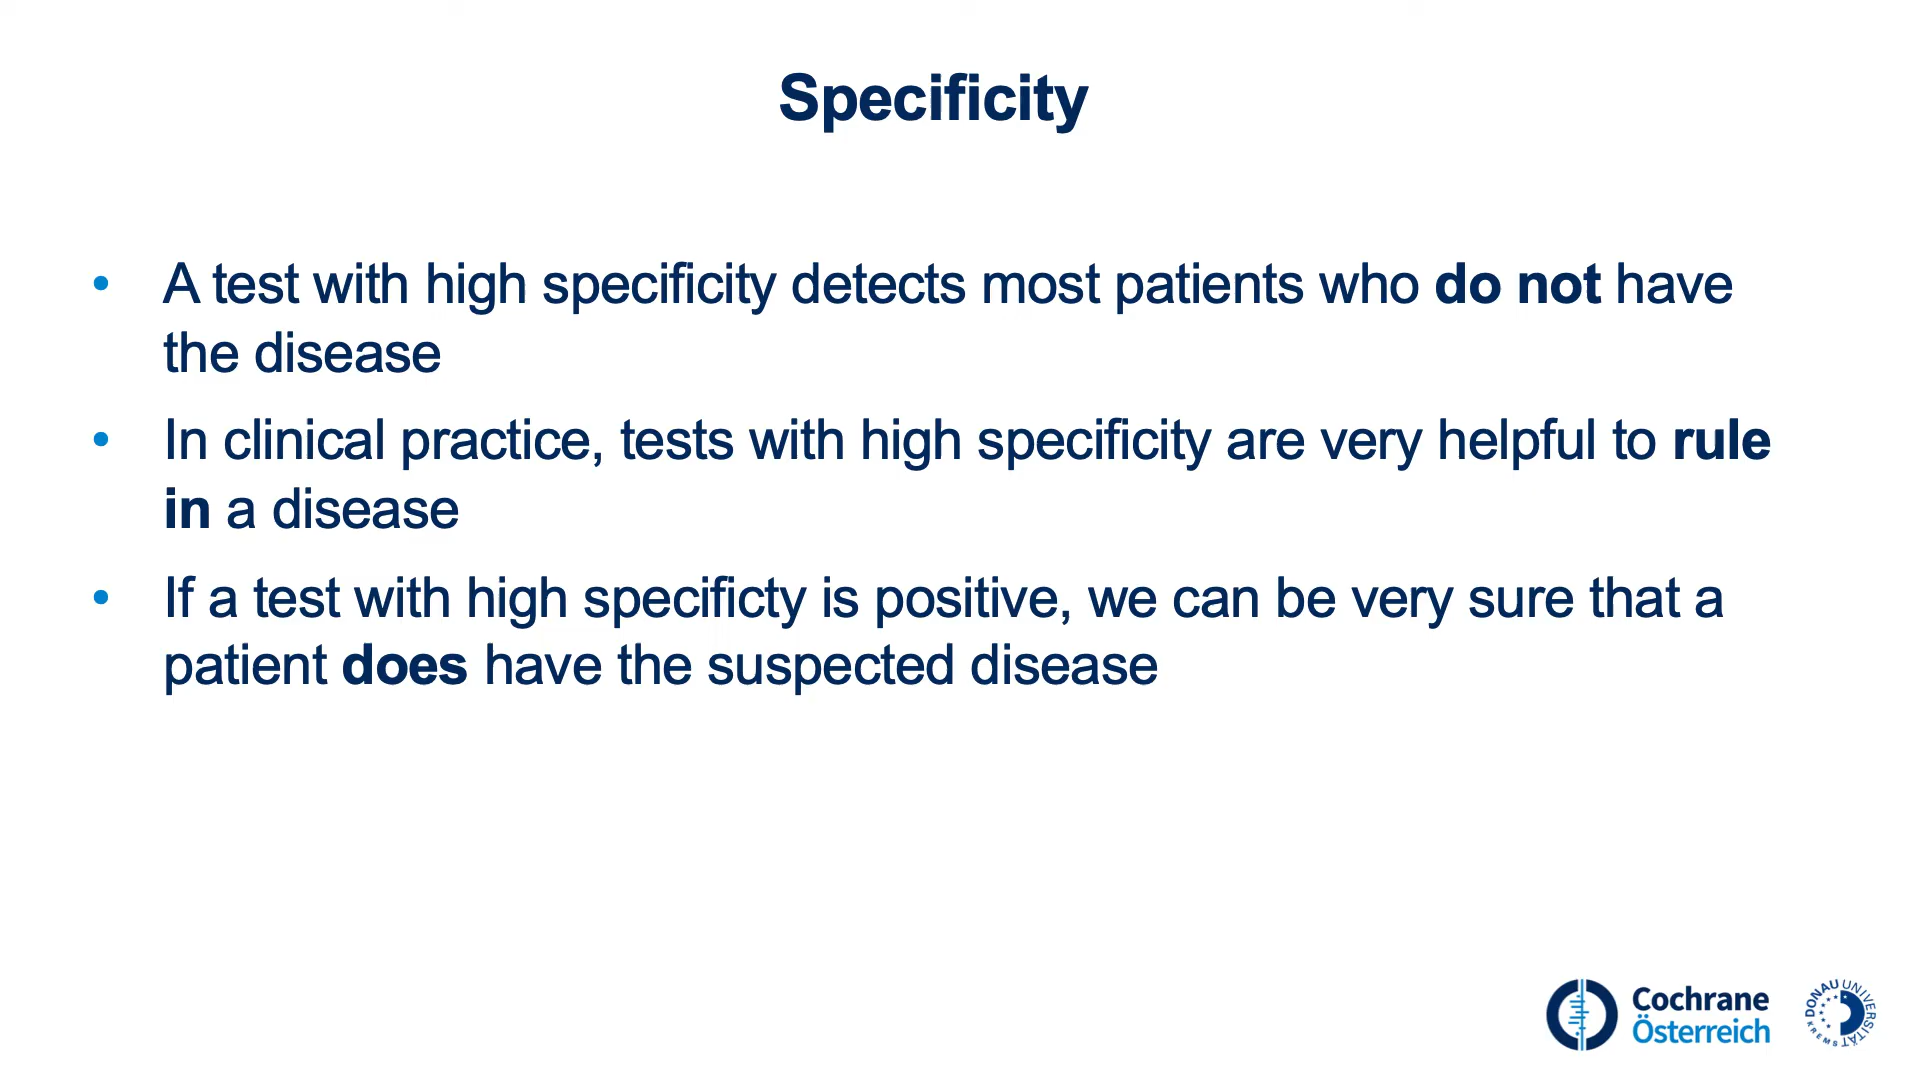 Specificity
• A test with high specificity detects most patients who do not have
the disease
• In clinical practice, tests with high specificity are very helpful to rule
in a disease
• If a test with high specificty is positive, we can be very sure that a
patient does have the suspected disease
Cochrane
Österreich
DONAU UNIVERSITÄT
KREMS